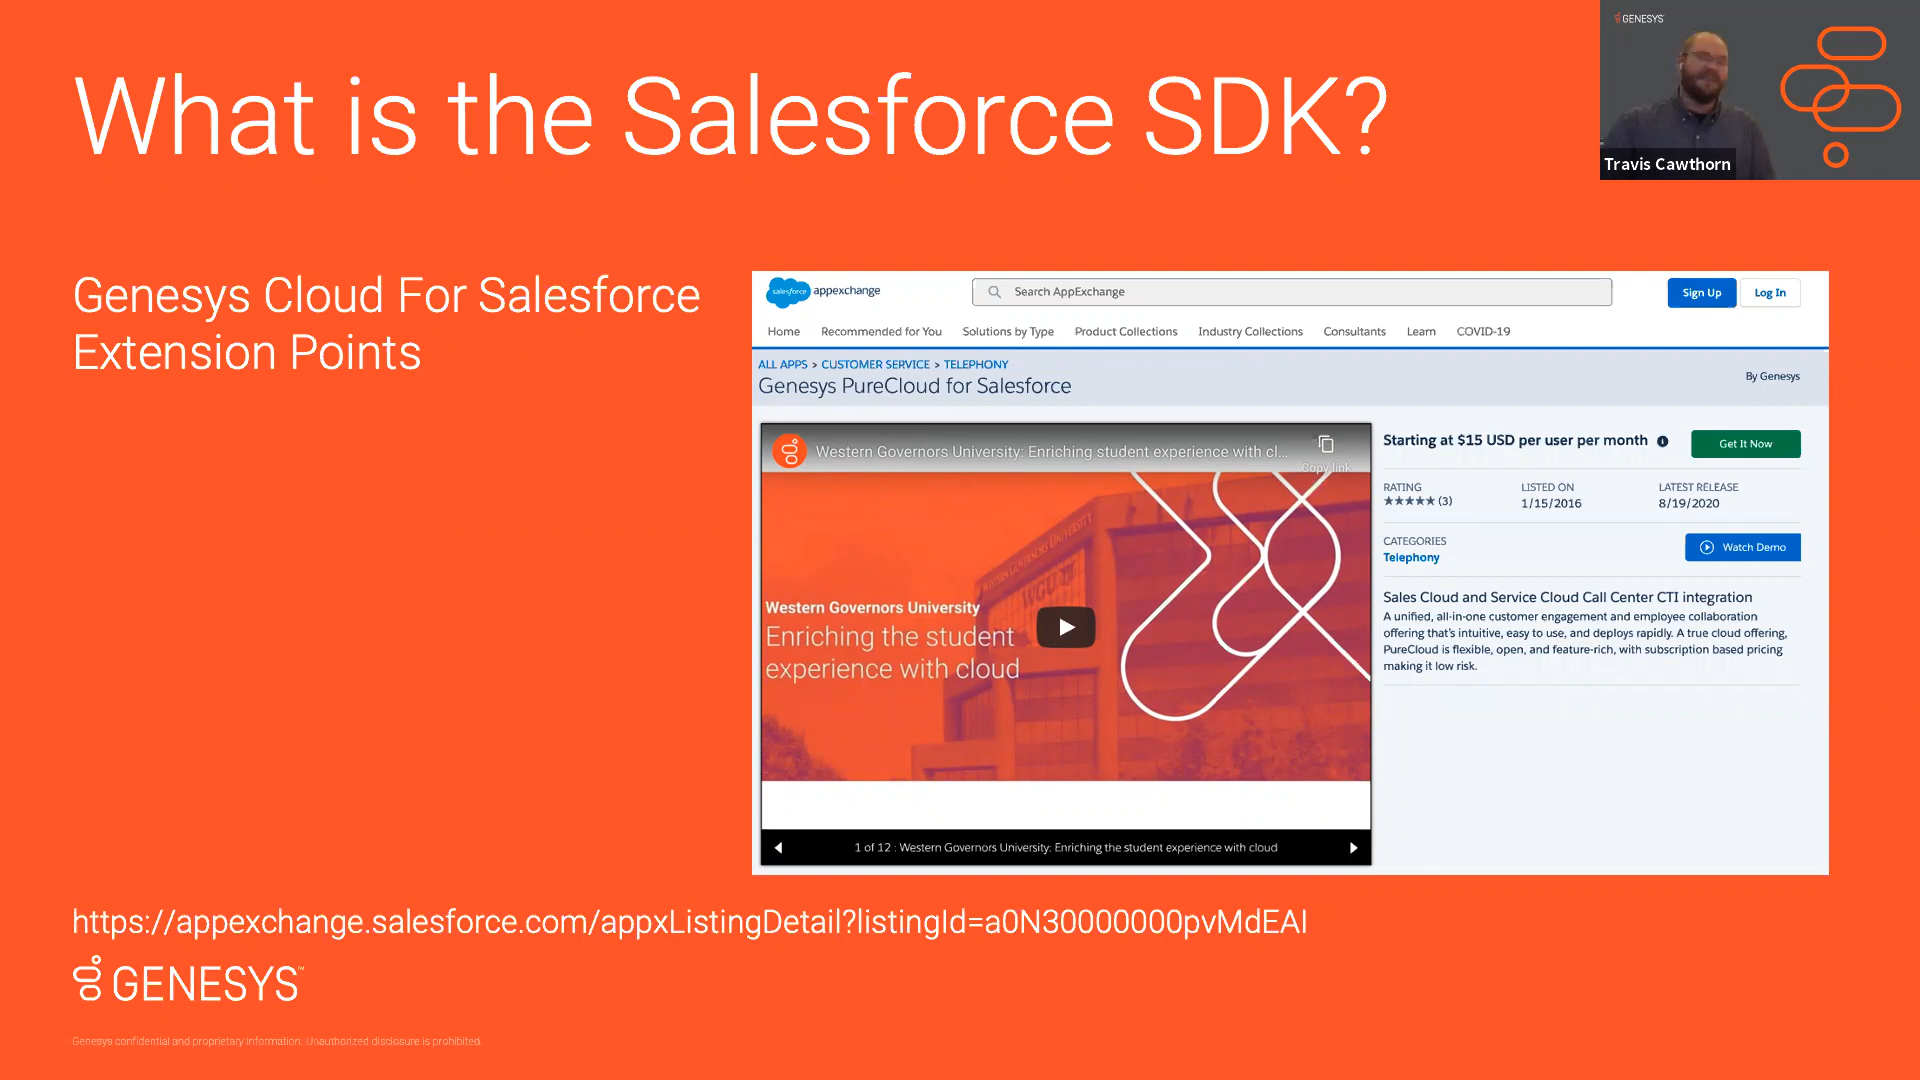 What is the Salesforce SDK?
GENESYS
Travis Cawthorn
Genesys Cloud For Salesforce
Extension Points
salesforce appexchange
Search AppExchange
Sign Up
Log In
Home Recommended for You Solutions by Type Product Collections Industry Collections Consultants Learn COVID-19
ALL APPS > CUSTOMER SERVICE > TELEPHONY
Genesys PureCloud for Salesforce
By Genesys
Western Governors University: Enriching student experience with cl...
Copy link
WESTERN GOVERNORS UNIVERSITY
WGU
Western Governors University
Enriching the student
experience with cloud
1 of 12 : Western Governors University: Enriching the student experience with cloud
Starting at $15 USD per user per month
Get It Now
RATING LISTED ON LATEST RELEASE
★★★★★ (3) 1/15/2016 8/19/2020
CATEGORIES
Telephony
Watch Demo
Sales Cloud and Service Cloud Call Center CTI integration
A unified, all-in-one customer engagement and employee collaboration
offering that's intuitive, easy to use, and deploys rapidly. A true cloud offering,
PureCloud is flexible, open, and feature-rich, with subscription based pricing
making it low risk.
https://appexchange.salesforce.com/appxListingDetail?listingId=a0N30000000pvMdEAI
GENESYS™
Genesys confidential and proprietary information. Unauthorized disclosure is prohibited.